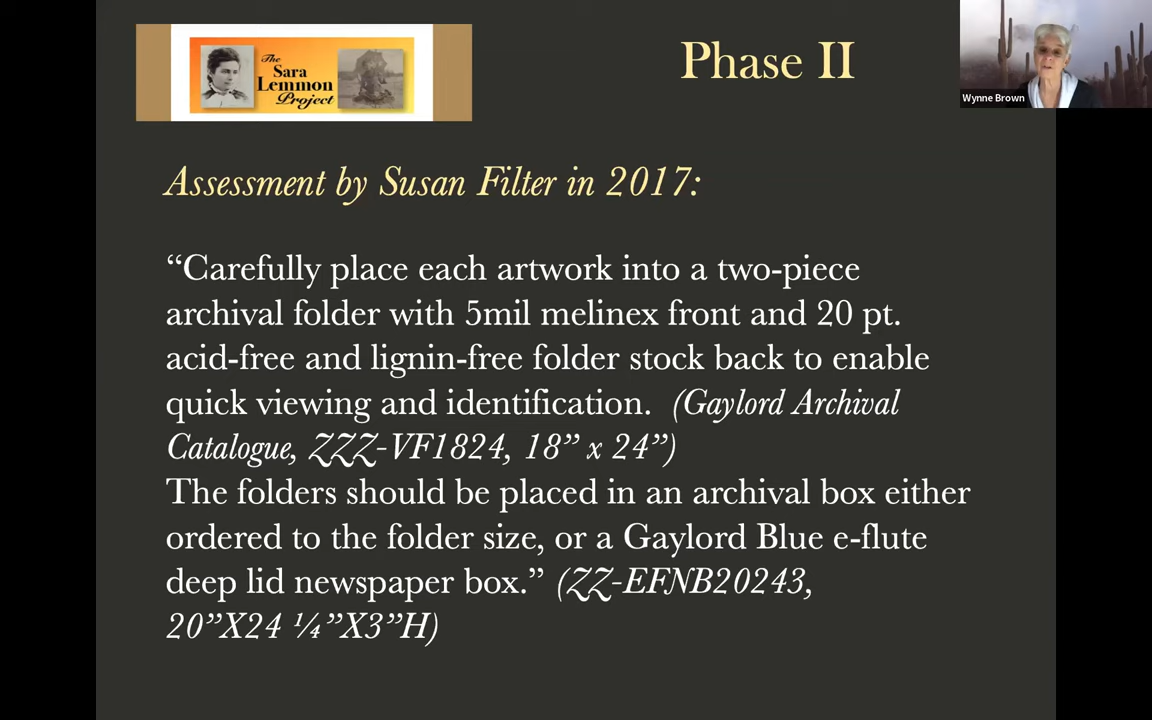 The
Sara
Lemmon
Project
Phase II
Wynne Brown
Assessment by Susan Filter in 2017:
“Carefully place each artwork into a two-piece
archival folder with 5mil melinex front and 20 pt.
acid-free and lignin-free folder stock back to enable
quick viewing and identification. (Gaylord Archival
Catalogue, ZZZ-VF1824, 18” x 24”)
The folders should be placed in an archival box either
ordered to the folder size, or a Gaylord Blue e-flute
deep lid newspaper box.” (ZZ-EFNB20243,
20”X24 ¼”X3”H)